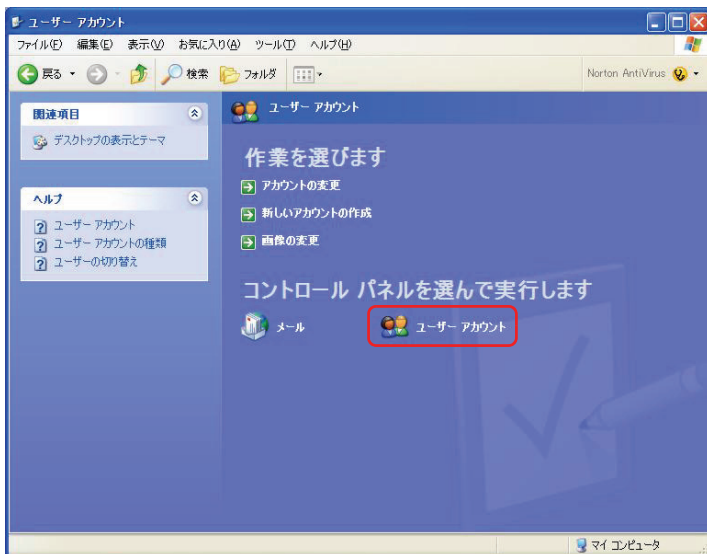 ユーザー アカウント
ファイル(F) 編集(E) 表示(V) お気に入り(A) ツール(T) ヘルプ(H)
戻る 検索 フォルダ Norton AntiVirus
関連項目
デスクトップの表示とテーマ
ヘルプ
ユーザー アカウント
ユーザー アカウントの種類
ユーザーの切り替え
ユーザー アカウント
作業を選びます
アカウントの変更
新しいアカウントの作成
画像の変更
コントロール パネルを選んで実行します
メール ユーザー アカウント
マイ コンピュータ